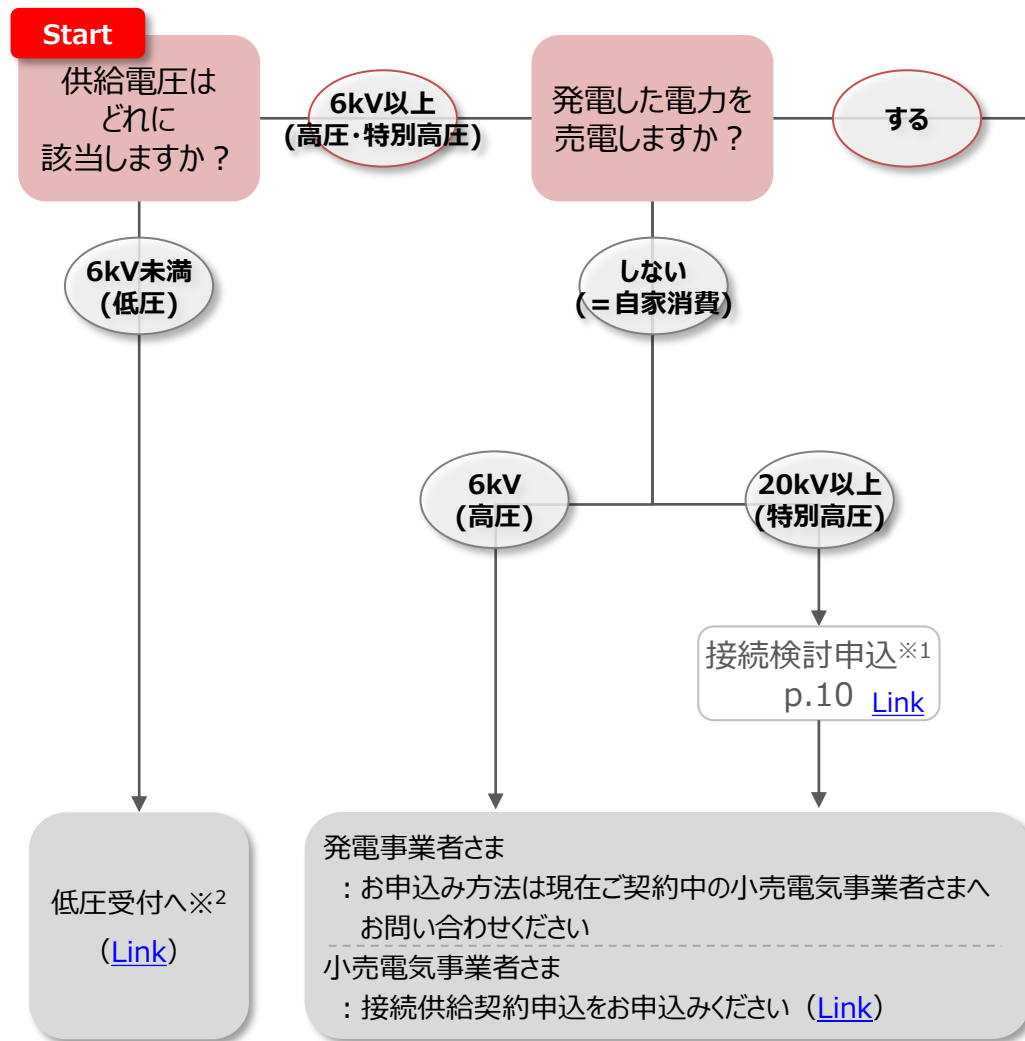 Start
供給電圧は
どれに
該当しますか？
6kV以上
(高圧・特別高圧)
発電した電力を
売電しますか？
する
6kV未満
(低圧)
しない
(＝自家消費)
6kV
(高圧)
20kV以上
(特別高圧)
接続検討申込※1
p.10 Link
低圧受付へ※2
（Link）
発電事業者さま
：お申込み方法は現在ご契約中の小売電気事業者さまへ
お問い合わせください
小売電気事業者さま
：接続供給契約申込をお申込みください（Link）